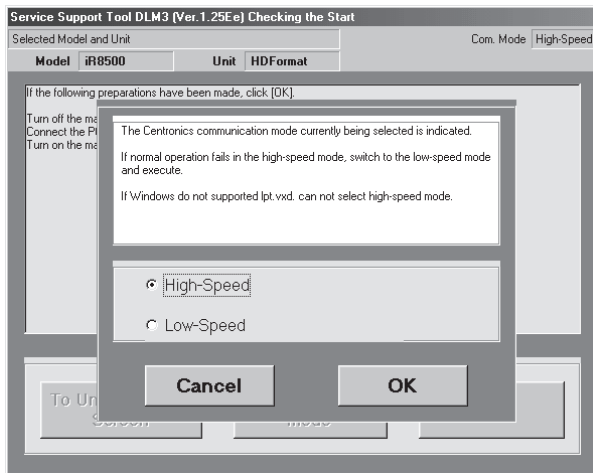 Service Support Tool DLM3 (Ver.1.25Ee) Checking the Start
Selected Model and Unit
Com. Mode High-Speed
Model iR8500 Unit HDFormat
If the following preparations have been made, click [OK].
Turn off the ma
Connect the P
Turn on the ma
The Centronics communication mode currently being selected is indicated.
If normal operation fails in the high-speed mode, switch to the low-speed mode
and execute.
If Windows do not supported lpt.vxd. can not select high-speed mode.
High-Speed
Low-Speed
Cancel OK
To Un
Screen
mode